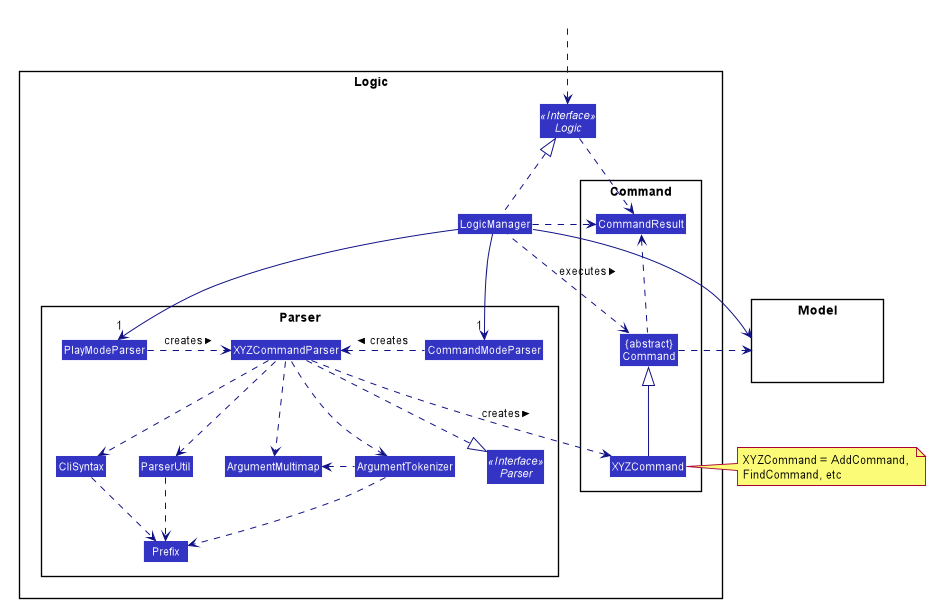 Logic
«Interface»
Logic
Command
LogicManager
CommandResult
executes ►
Model
Parser
1
1
PlayModeParser
creates ►
XYZCommandParser
◄ creates
CommandModeParser
{abstract}
Command
creates ►
CliSyntax
ParserUtil
ArgumentMultimap
ArgumentTokenizer
«Interface»
Parser
XYZCommand
XYZCommand = AddCommand,
FindCommand, etc
Prefix